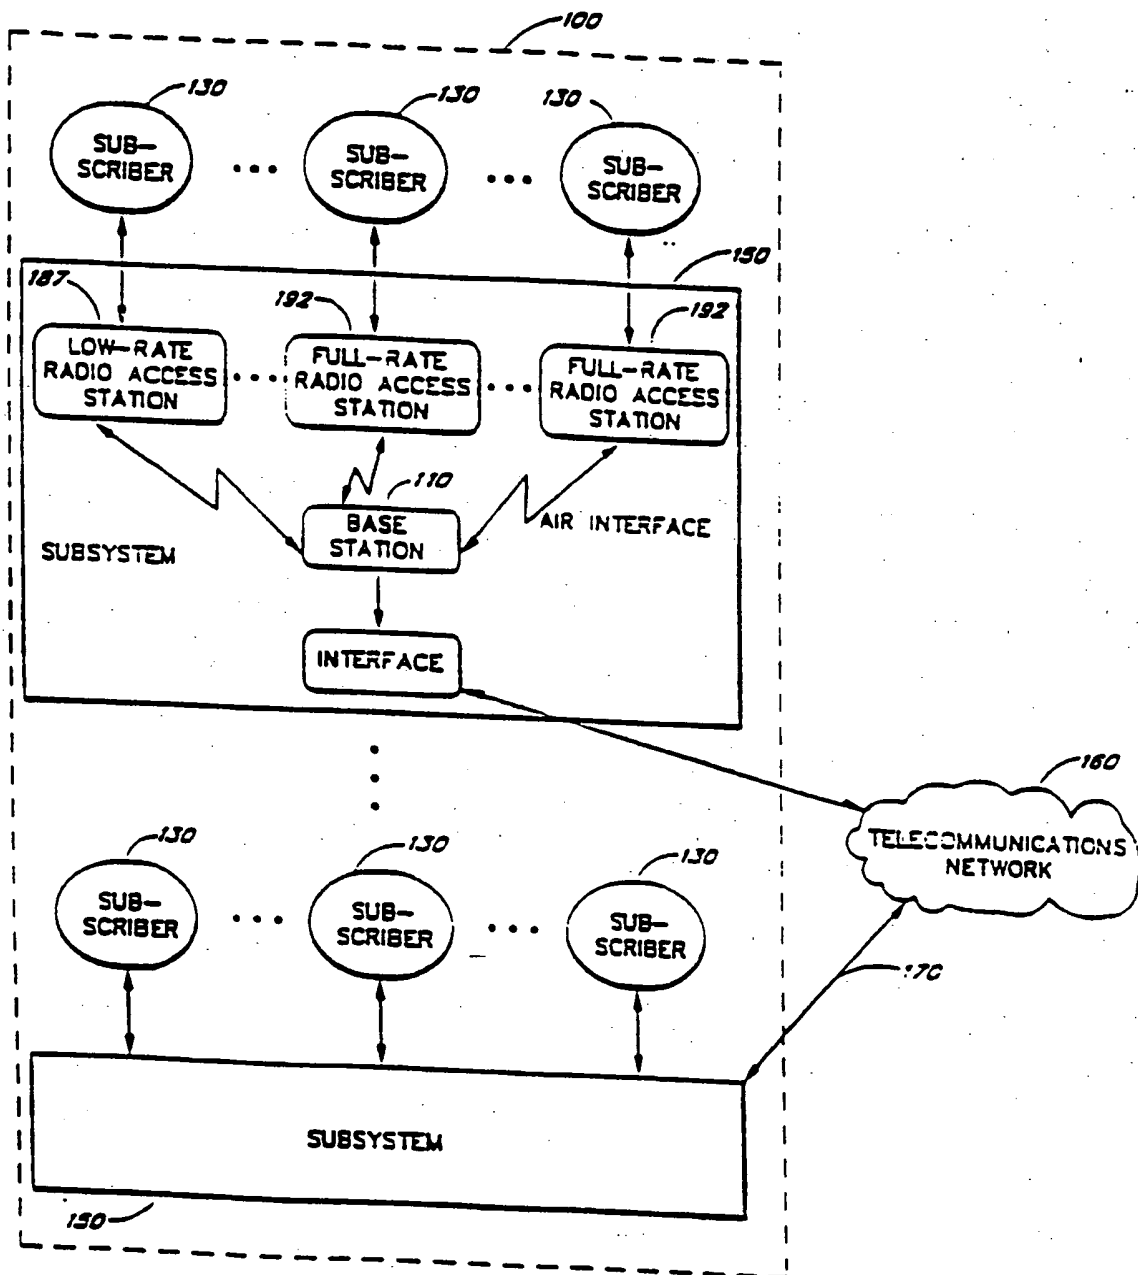 100
130
130
130
SUB-
SCRIBER
SUB-
SCRIBER
SUB-
SCRIBER
150
187
192
192
LOW-RATE
RADIO ACCESS
STATION
FULL-RATE
RADIO ACCESS
STATION
FULL-RATE
RADIO ACCESS
STATION
110
BASE
STATION
AIR INTERFACE
SUBSYSTEM
INTERFACE
160
TELECOMMUNICATIONS
NETWORK
130
130
130
SUB-
SCRIBER
SUB-
SCRIBER
SUB-
SCRIBER
170
SUBSYSTEM
150